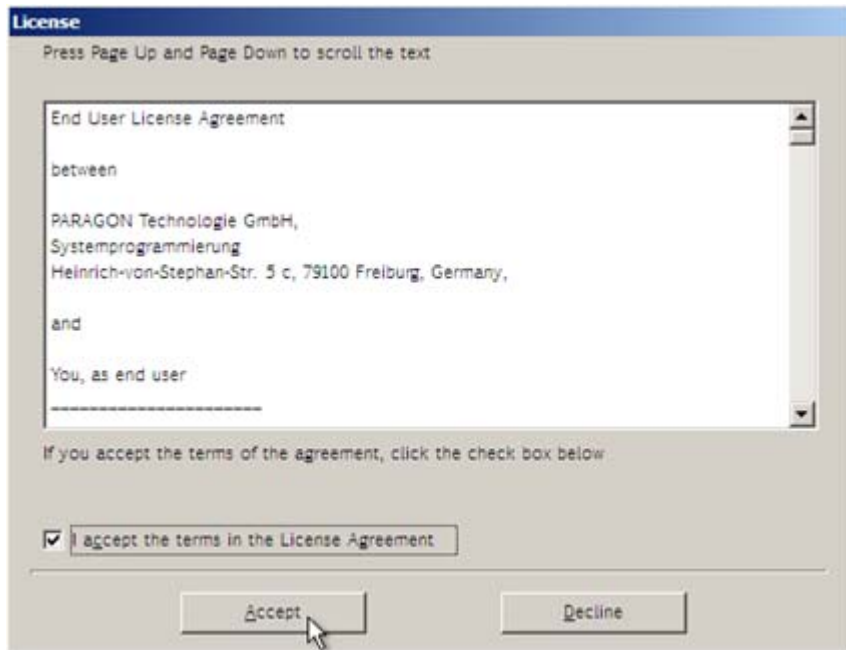 License
Press Page Up and Page Down to scroll the text
End User License Agreement
between
PARAGON Technologie GmbH,
Systemprogrammierung
Heinrich-von-Stephan-Str. 5 c, 79100 Freiburg, Germany,
and
You, as end user
----------------------
If you accept the terms of the agreement, click the check box below
I accept the terms in the License Agreement
Accept
Decline